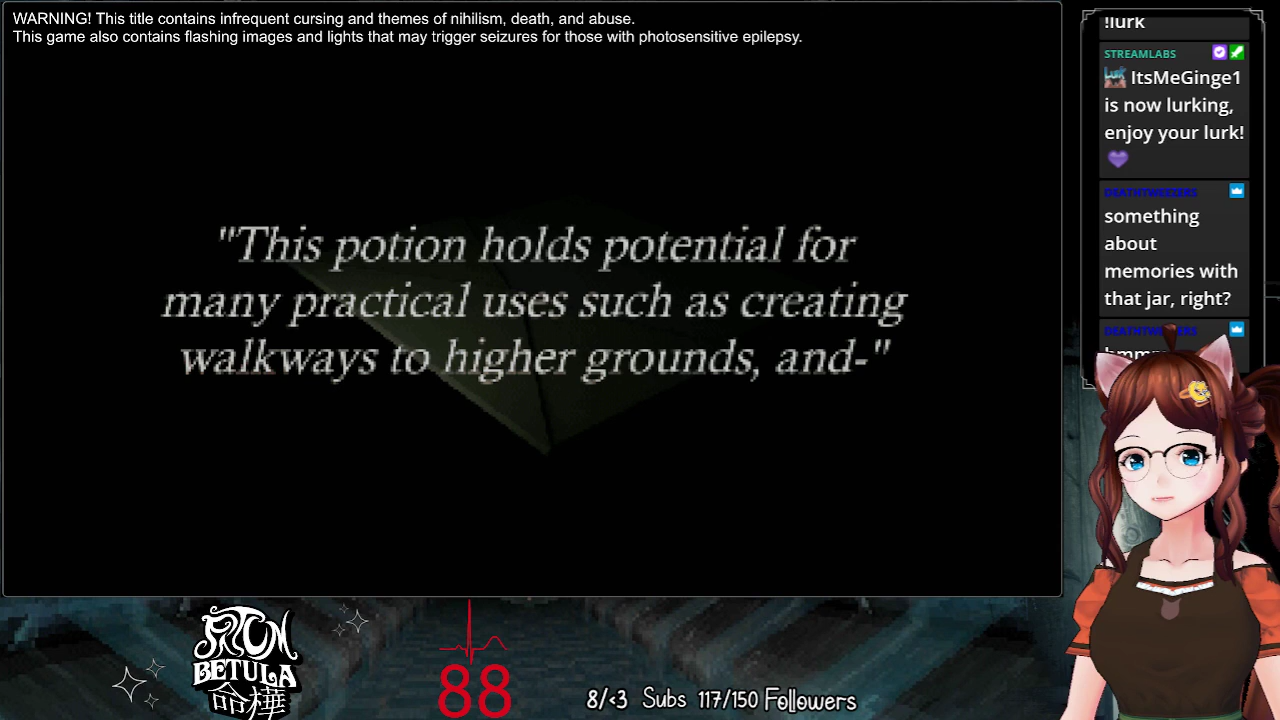 WARNING! This title contains infrequent cursing and themes of nihilism, death, and abuse.
This game also contains flashing images and lights that may trigger seizures for those with photosensitive epilepsy.
"This potion holds potential for
many practical uses such as creating
walkways to higher grounds, and-"
!lurk
STREAMLABS
ItsMeGinge1
is now lurking,
enjoy your lurk!
DEATHYWEEKERS
something
about
memories with
that jar, right?
BETULA
命樺
88
8/<3 Subs 117/150 Followers